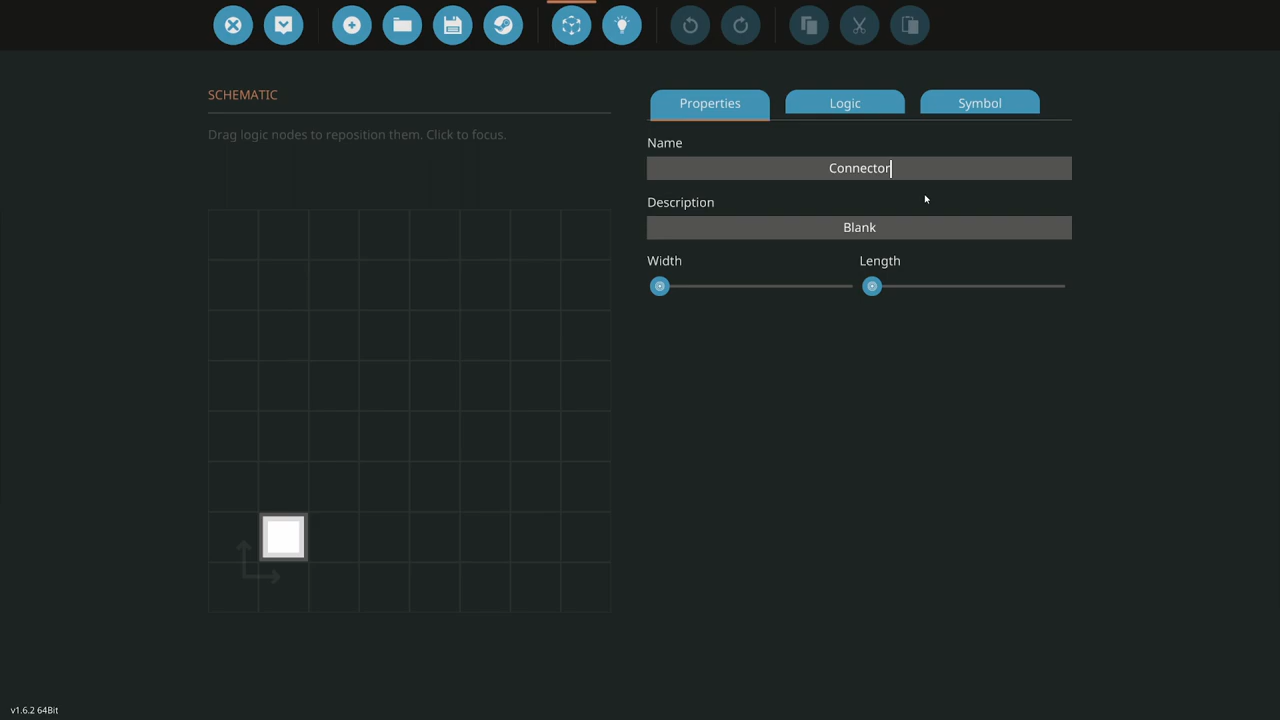 SCHEMATIC
Drag logic nodes to reposition them. Click to focus.
Properties
Logic
Symbol
Name
Connector
Description
Blank
Width
Length
v1.6.2 64Bit